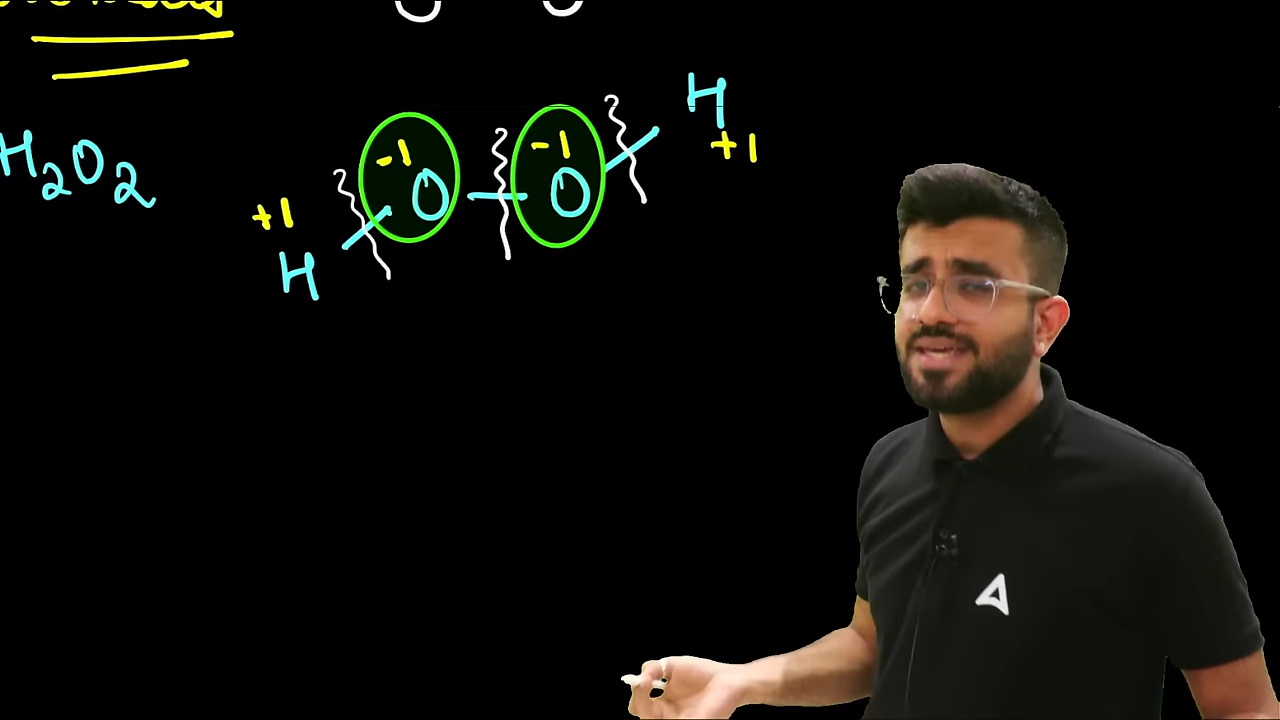 H₂O₂
+1 H -1 O - -1 O H +1